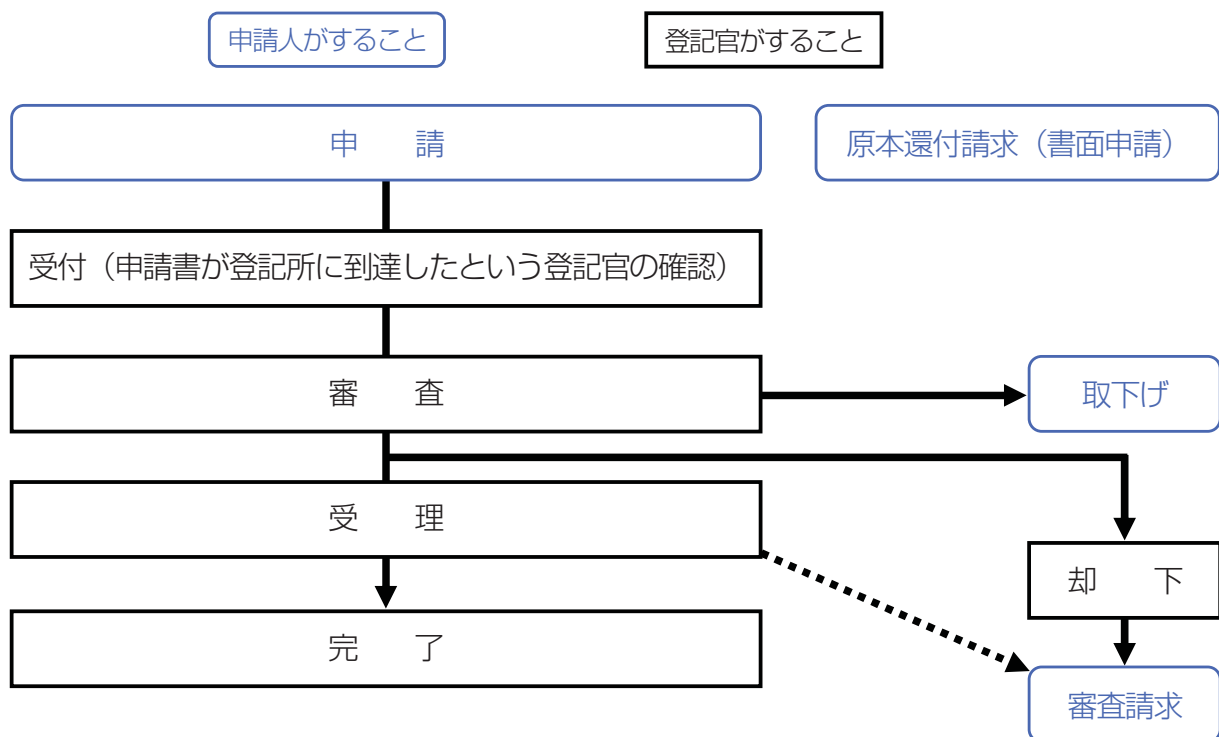 申請人がすること
登記官がすること
申　請
原本還付請求（書面申請）
受付（申請書が登記所に到達したという登記官の確認）
審　査
取下げ
受　理
却　下
完　了
審査請求